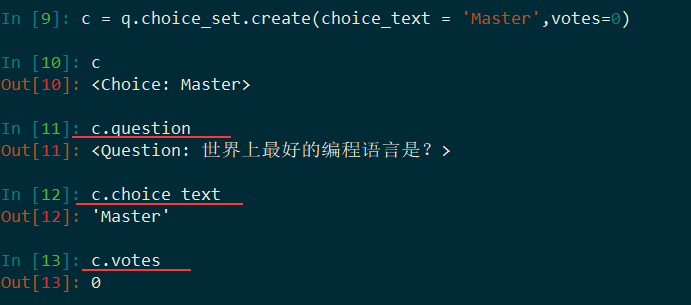 In [9]: c = q.choice_set.create(choice_text = 'Master',votes=0)
In [10]: c
Out[10]: <Choice: Master>
In [11]: c.question
Out[11]: <Question: 世界上最好的编程语言是？>
In [12]: c.choice_text
Out[12]: 'Master'
In [13]: c.votes
Out[13]: 0